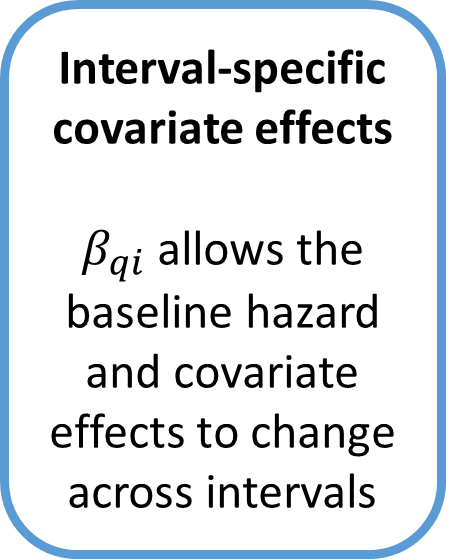 Interval-specific
covariate effects
𝛽𝑞𝑖 allows the
baseline hazard
and covariate
effects to change
across intervals